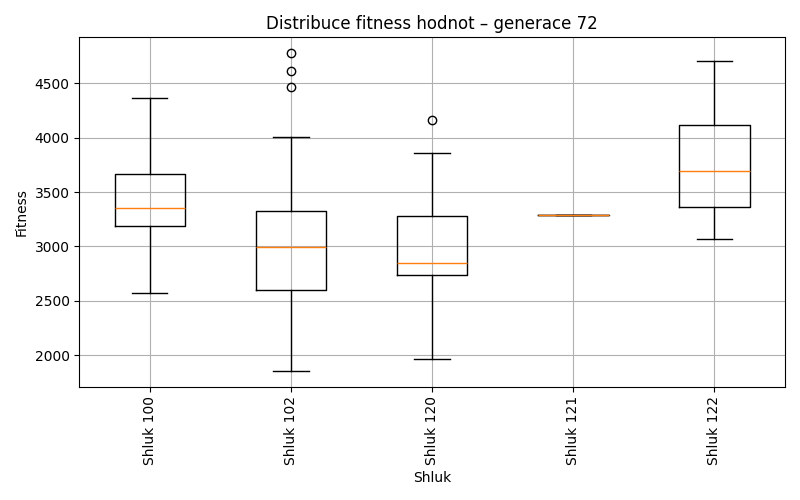 Distribuce fitness hodnot – generace 72
Fitness
4500
4000
3500
3000
2500
2000
Shluk 100
Shluk 102
Shluk 120
Shluk 121
Shluk 122
Shluk